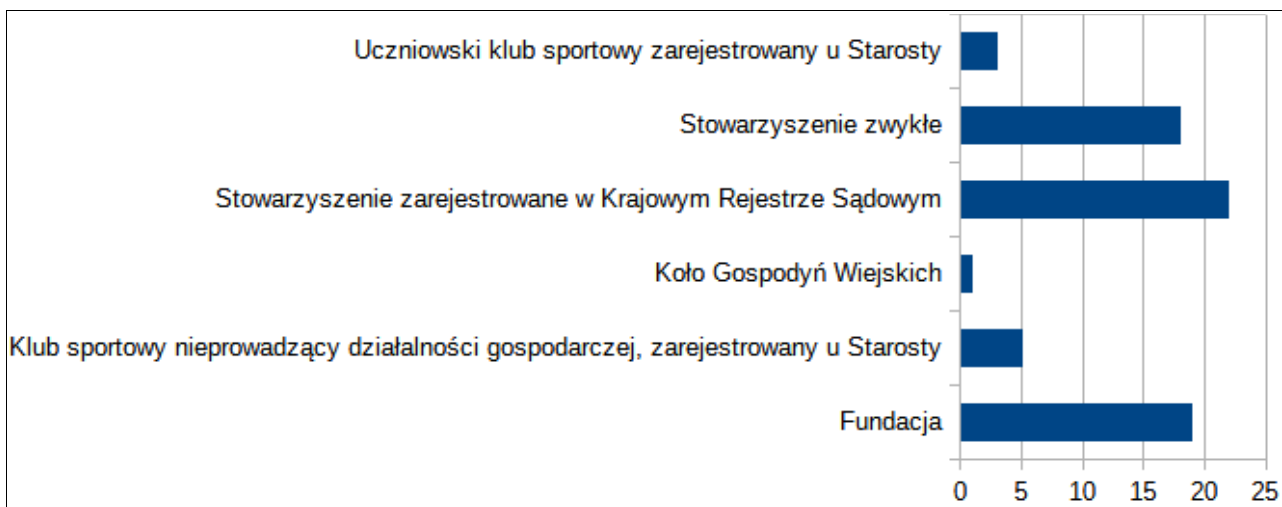 Uczniowski klub sportowy zarejestrowany u Starosty
Stowarzyszenie zwykłe
Stowarzyszenie zarejestrowane w Krajowym Rejestrze Sądowym
Koło Gospodyń Wiejskich
Klub sportowy nieprowadzący działalności gospodarczej, zarejestrowany u Starosty
Fundacja
0 5 10 15 20 25